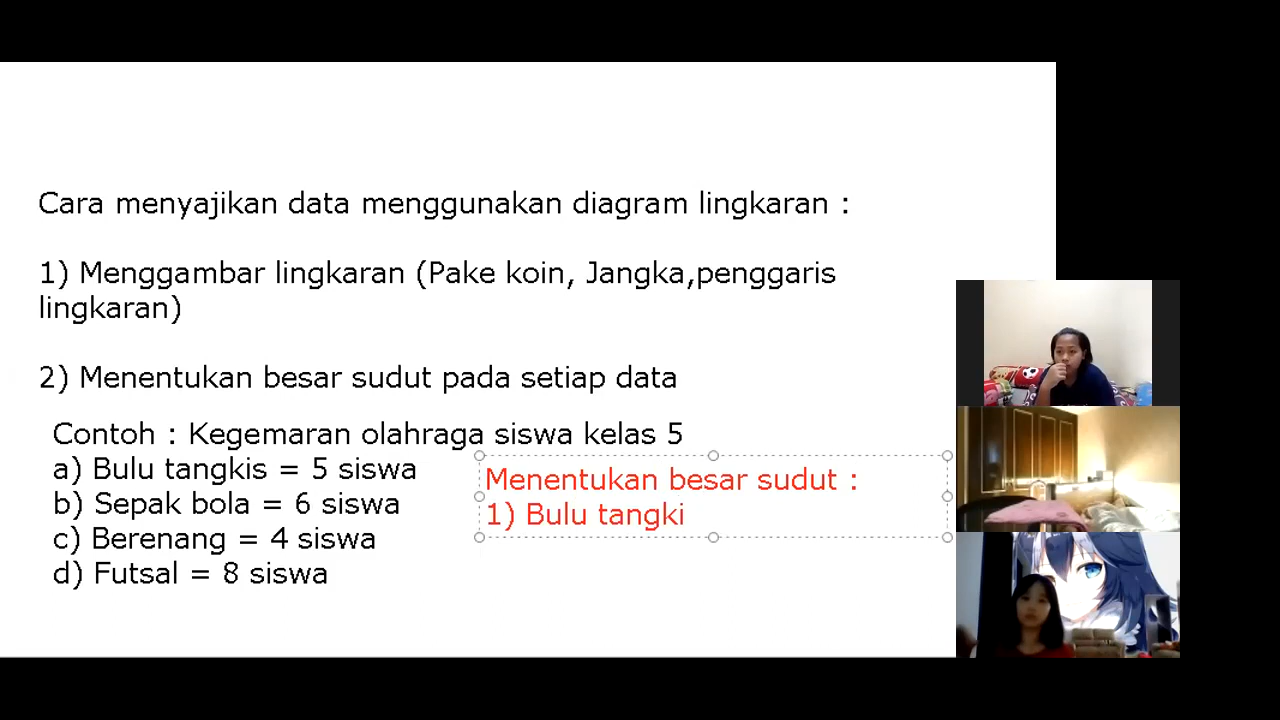 Cara menyajikan data menggunakan diagram lingkaran :
1) Menggambar lingkaran (Pake koin, Jangka,penggaris
lingkaran)
2) Menentukan besar sudut pada setiap data
Contoh : Kegemaran olahraga siswa kelas 5
a) Bulu tangkis = 5 siswa
b) Sepak bola = 6 siswa
c) Berenang = 4 siswa
d) Futsal = 8 siswa
Menentukan besar sudut :
1) Bulu tangki